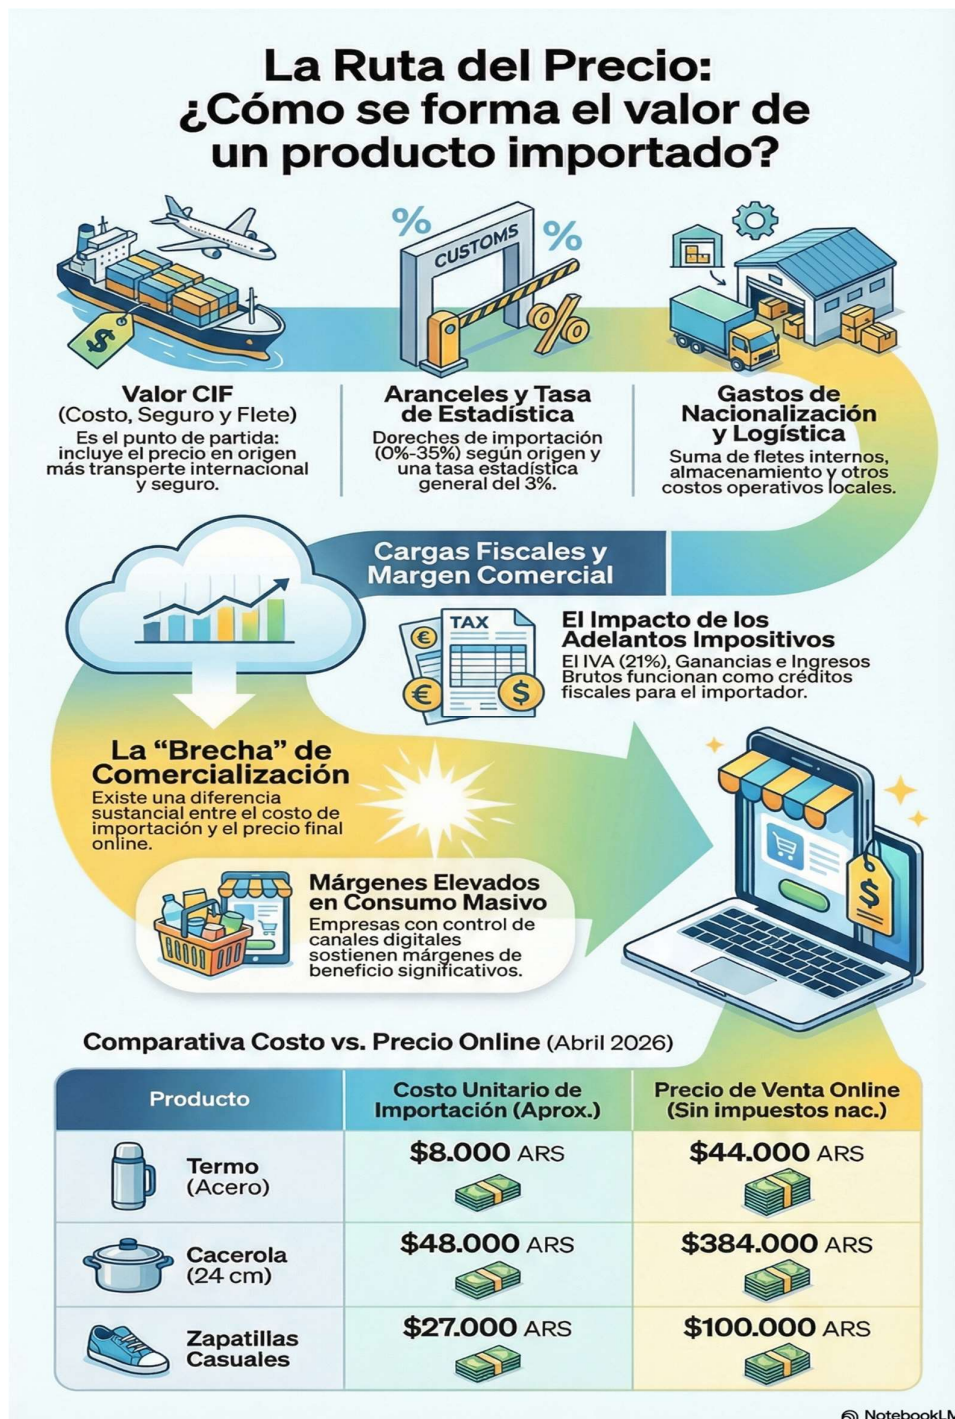 La Ruta del Precio:
¿Cómo se forma el valor de
un producto importado?
%
CUSTOMS
%
%
$
Valor CIF
(Costo, Seguro y Flete)
Es el punto de partida:
incluye el precio en origen
más transperte internacional
y seguro.
Aranceles y Tasa
de Estadística
Doreches de importación
(0%-35%) según origen y
una tasa estadística
general del 3%.
Gastos de
Nacionalización
y Logística
Suma de fletes internos,
almacenamiento y otros
costos operativos locales.
Cargas Fiscales y
Margen Comercial
TAX
€
€
$
El Impacto de los
Adelantos Impositivos
El IVA (21%), Ganancias e Ingresos
Brutos funcionan como créditos
fiscales para el importador.
La “Brecha” de
Comercialización
Existe una diferencia
sustancial entre el costo de
importación y el precio final
online.
$
Márgenes Elevados
en Consumo Masivo
Empresas con control de
canales digitales
sostienen márgenes de
beneficio significativos.
Comparativa Costo vs. Precio Online (Abril 2026)
Producto
Costo Unitario de
Importación (Aprox.)
Precio de Venta Online
(Sin impuestos nac.)
Termo
(Acero)
$8.000 ARS
$44.000 ARS
Cacerola
(24 cm)
$48.000 ARS
$384.000 ARS
Zapatillas
Casuales
$27.000 ARS
$100.000 ARS
NotebookLM